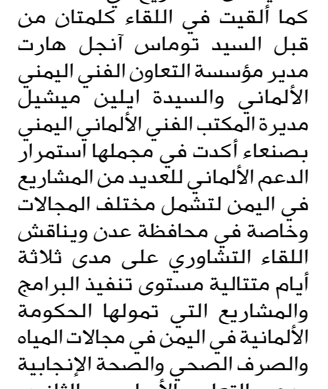 كما ألقيت في اللقاء كلمتان من
قبل السيد توماس آنجل هارت
مدير مؤسسة التعاون الفني اليمني
الألماني والسيدة ايلين ميشيل
مديرة المكتب الفني الألماني اليمني
بصنعاء أكدت في مجملها استمرار
الدعم الألماني للعديد من المشاريع
في اليمن لتشمل مختلف المجالات
وخاصة في محافظة عدن ويناقش
اللقاء التشاوري على مدى ثلاثة
أيام متتالية مستوى تنفيذ البرامج
والمشاريع التي تمولها الحكومة
الألمانية في اليمن في مجالات المياه
والصرف الصحي والصحة الإنجابية